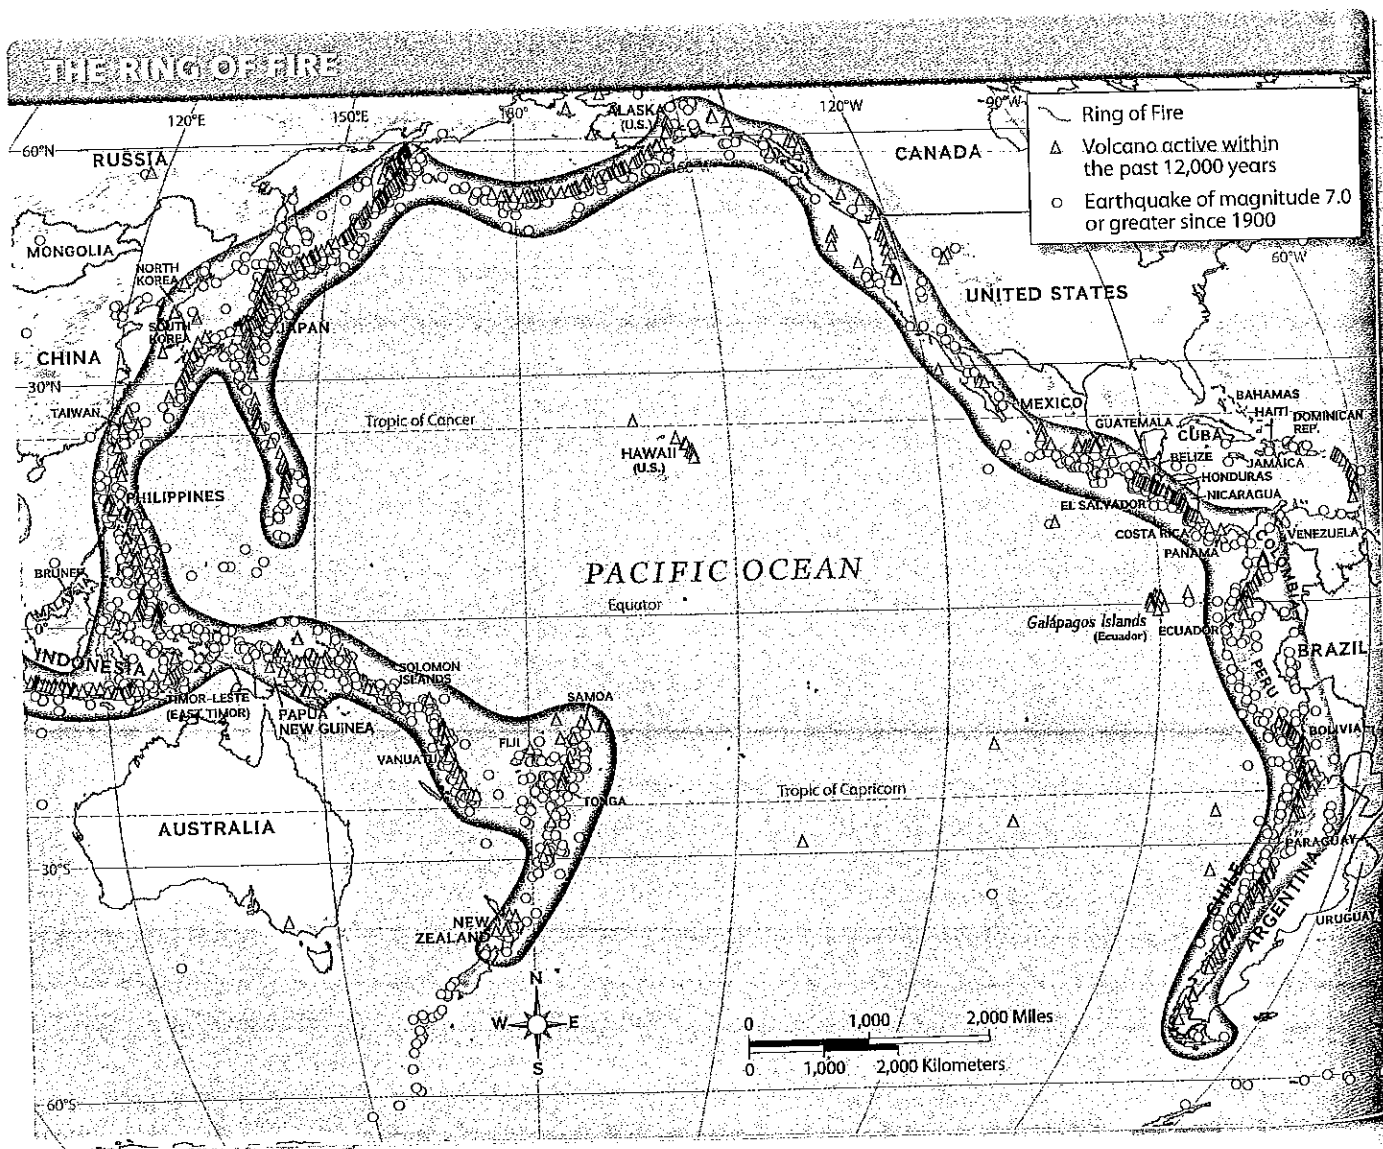 THE RING OF FIRE
120°E
150°E
180°
ALASKA
(U.S.)
120°W
90°W
Ring of Fire
Volcano active within
the past 12,000 years
Earthquake of magnitude 7.0
or greater since 1900
60°N
RUSSIA
CANADA
MONGOLIA
NORTH
KOREA
60°W
UNITED STATES
SOUTH
KOREA
JAPAN
CHINA
30°N
TAIWAN
Tropic of Cancer
HAWAII
(U.S.)
MEXICO
BAHAMAS
HAITI
DOMINICAN
REP.
GUATEMALA
CUBA
BELIZE
JAMAICA
HONDURAS
NICARAGUA
EL SALVADOR
COSTA RICA
PANAMA
VENEZUELA
COLOMBIA
PHILIPPINES
BRUNEI
MALAYSIA
PACIFIC OCEAN
0°
Equator
Galápagos Islands
(Ecuador)
ECUADOR
BRAZIL
PERU
INDONESIA
SOLOMON
ISLANDS
TIMOR-LESTE
(EAST TIMOR)
PAPUA
NEW GUINEA
SAMOA
BOLIVIA
VANUATU
FIJI
TONGA
Tropic of Capricorn
AUSTRALIA
PARAGUAY
30°S
CHILE
ARGENTINA
URUGUAY
NEW
ZEALAND
N
W
E
S
0
1,000
2,000 Miles
0
1,000
2,000 Kilometers
60°S